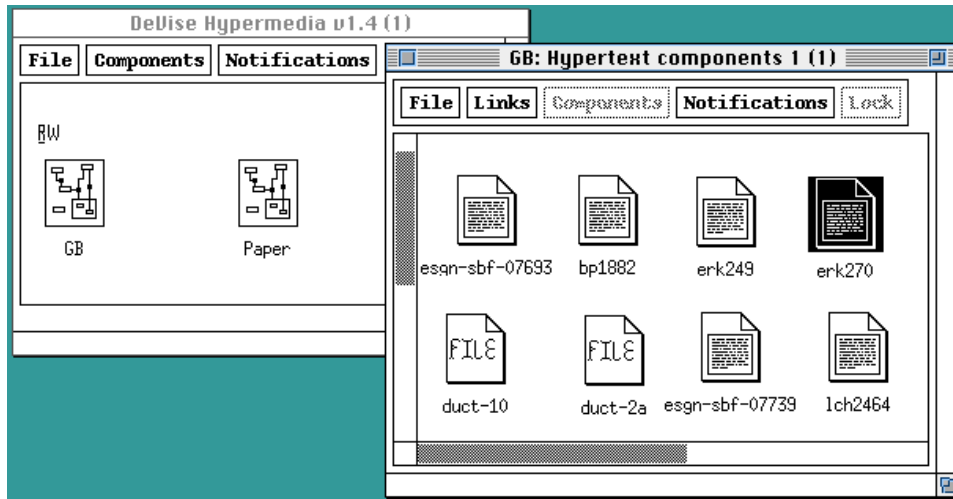 DeVise Hypermedia v1.4 (1)
File Components Notifications
RW
GB Paper
GB: Hypertext components 1 (1)
File Links Components Notifications Lock
esgn-sbf-07693 bp1882 erk249 erk270
FILE FILE
duct-10 duct-2a esgn-sbf-07739 lch2464